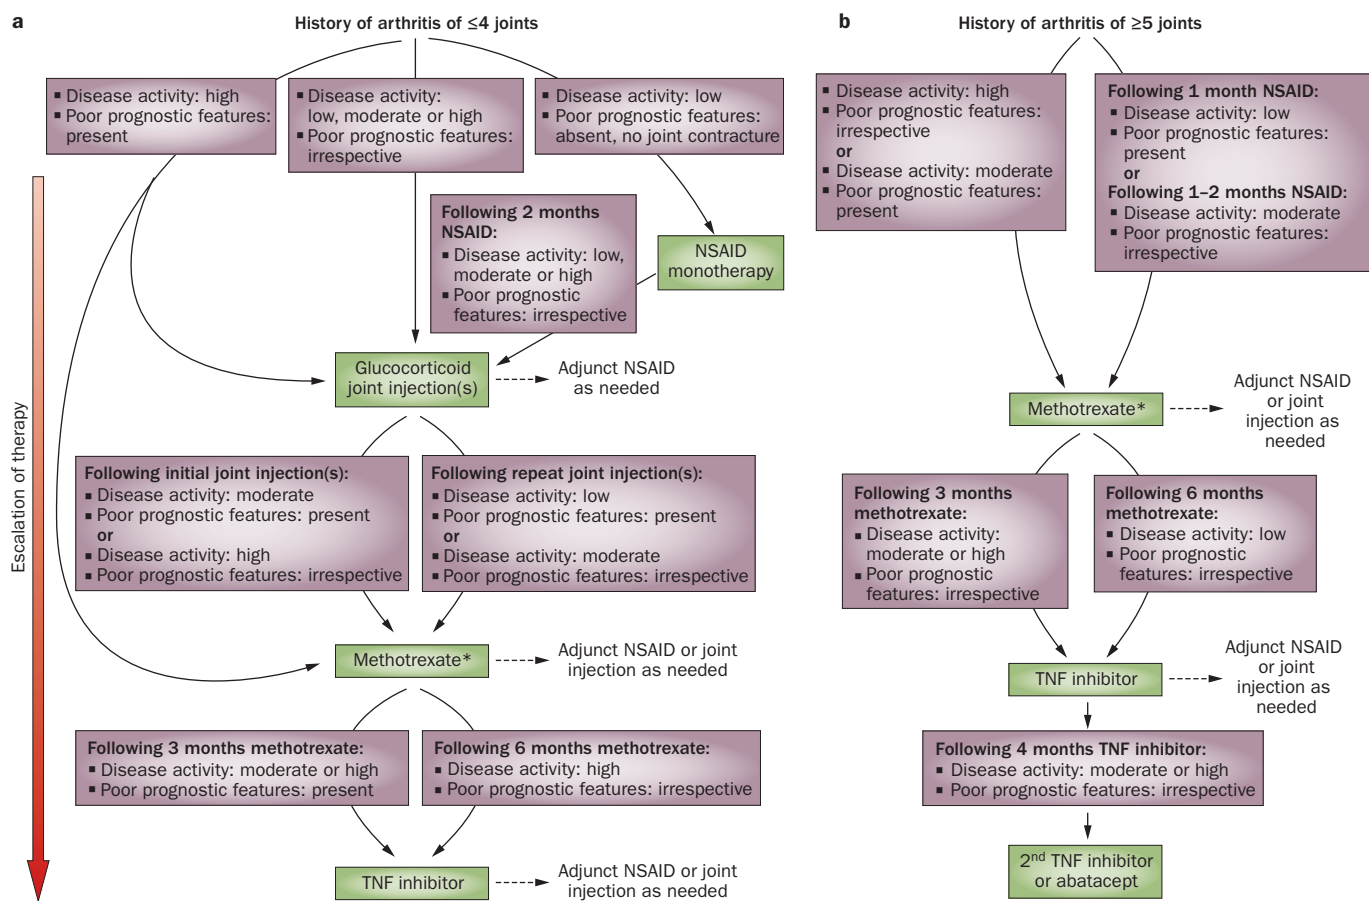 a
History of arthritis of ≤4 joints
▪ Disease activity: high
▪ Poor prognostic features:
present
▪ Disease activity:
low, moderate or high
▪ Poor prognostic features:
irrespective
▪ Disease activity: low
▪ Poor prognostic features:
absent, no joint contracture
Following 2 months
NSAID:
▪ Disease activity: low,
moderate or high
▪ Poor prognostic
features: irrespective
NSAID
monotherapy
Glucocorticoid
joint injection(s)
Adjunct NSAID
as needed
Escalation of therapy
Following initial joint injection(s):
▪ Disease activity: moderate
▪ Poor prognostic features: present
or
▪ Disease activity: high
▪ Poor prognostic features: irrespective
Following repeat joint injection(s):
▪ Disease activity: low
▪ Poor prognostic features: present
or
▪ Disease activity: moderate
▪ Poor prognostic features: irrespective
Methotrexate*
Adjunct NSAID or joint
injection as needed
Following 3 months methotrexate:
▪ Disease activity: moderate or high
▪ Poor prognostic features: present
Following 6 months methotrexate:
▪ Disease activity: high
▪ Poor prognostic features: irrespective
TNF inhibitor
Adjunct NSAID or joint
injection as needed
b
History of arthritis of ≥5 joints
▪ Disease activity: high
▪ Poor prognostic features:
irrespective
or
▪ Disease activity: moderate
▪ Poor prognostic features:
present
Following 1 month NSAID:
▪ Disease activity: low
▪ Poor prognostic features:
present
or
Following 1–2 months NSAID:
▪ Disease activity: moderate
▪ Poor prognostic features:
irrespective
Methotrexate*
Adjunct NSAID
or joint
injection as
needed
Following 3 months
methotrexate:
▪ Disease activity:
moderate or high
▪ Poor prognostic
features: irrespective
Following 6 months
methotrexate:
▪ Disease activity: low
▪ Poor prognostic
features: irrespective
TNF inhibitor
Adjunct NSAID
or joint
injection as
needed
Following 4 months TNF inhibitor:
▪ Disease activity: moderate or high
▪ Poor prognostic features: irrespective
2nd TNF inhibitor
or abatacept